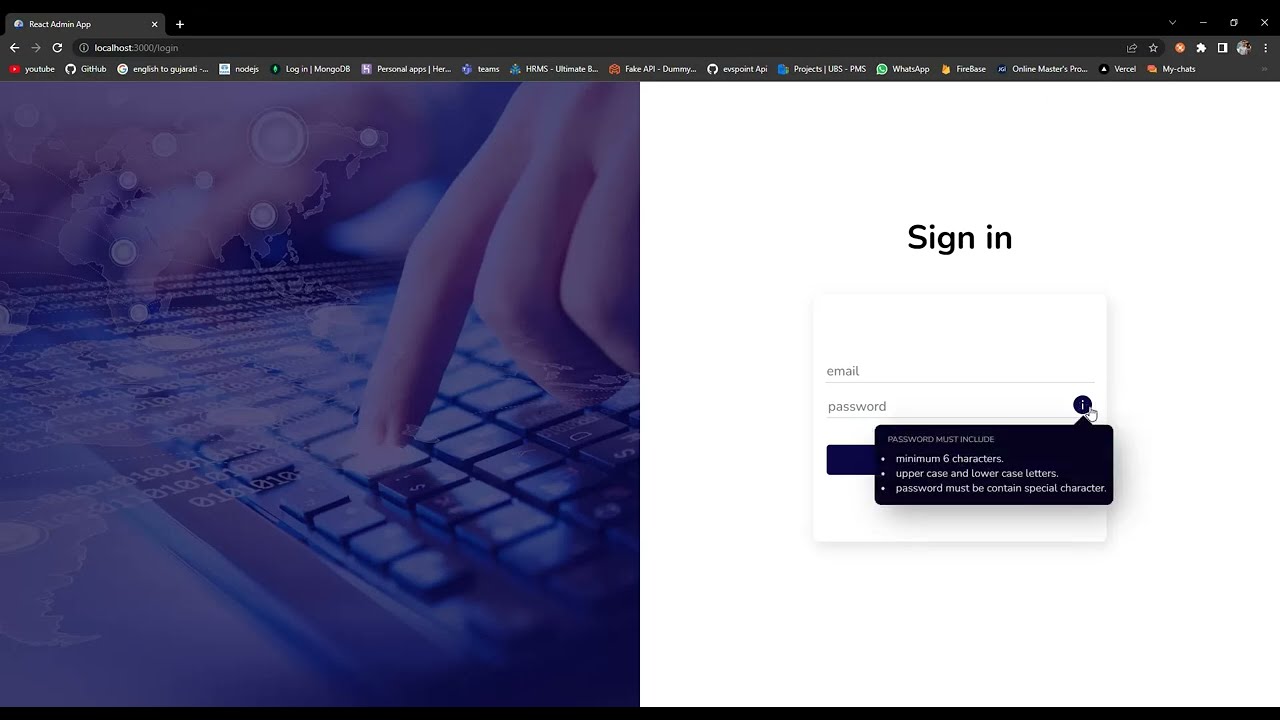 React Admin App
localhost:3000/login
youtube GitHub english to gujarati -... nodejs Log in | MongoDB Personal apps | Her... teams HRMS - Ultimate B... Fake API - Dummy... evspoint Api Projects | UBS - PMS WhatsApp FireBase Online Master's Pro... Vercel My-chats
Sign in
email
password
PASSWORD MUST INCLUDE
• minimum 6 characters.
• upper case and lower case letters.
• password must be contain special character.